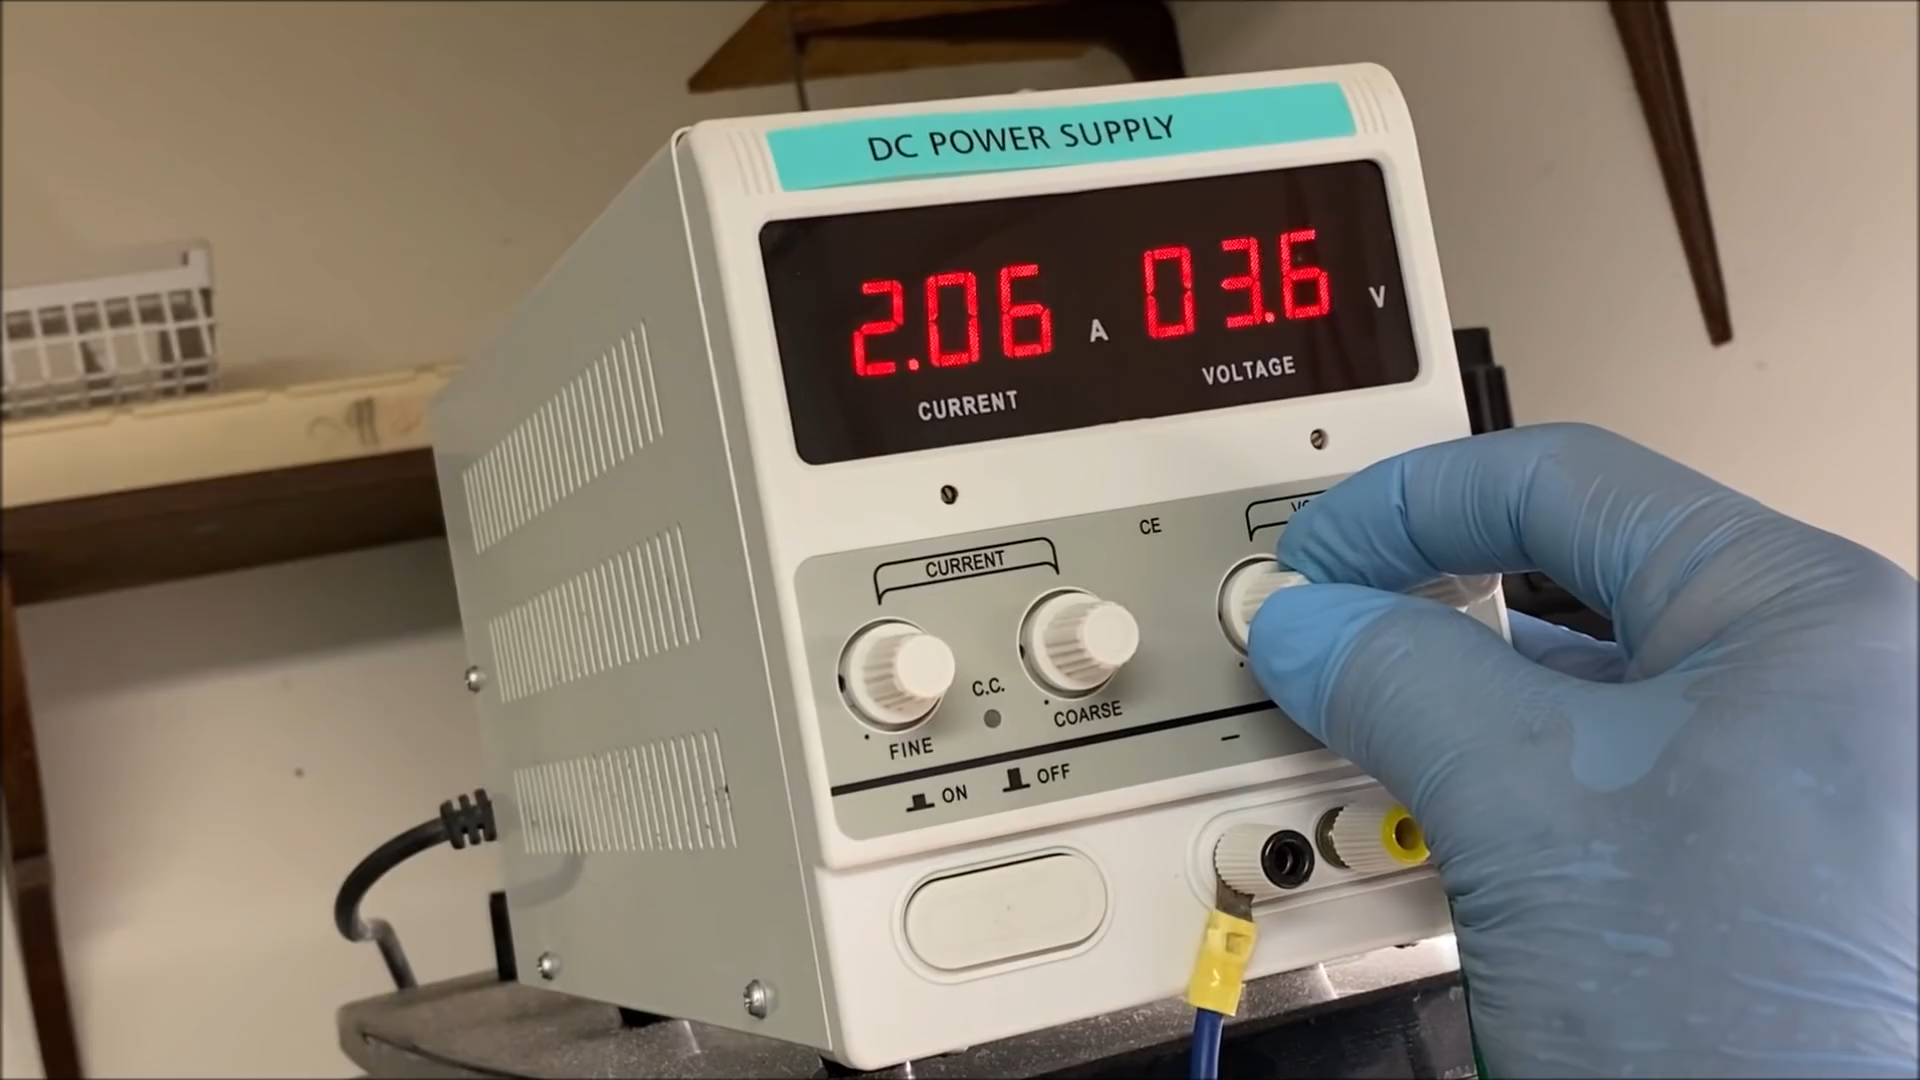 DC POWER SUPPLY
2.06 A 03.6 V
CURRENT VOLTAGE
CE
CURRENT
C.C.
FINE COARSE
ON OFF